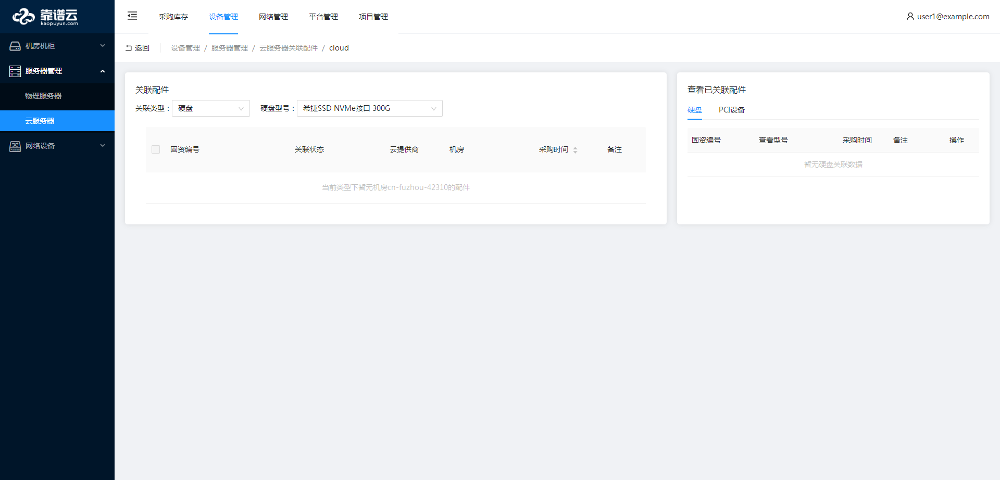 靠谱云
kaopuyun.com
采购库存 设备管理 网络管理 平台管理 项目管理
user1@example.com
机房机柜
服务器管理
物理服务器
云服务器
网络设备
返回 设备管理 / 服务器管理 / 云服务器关联配件 / cloud
关联配件
关联类型： 硬盘 硬盘型号： 希捷SSD NVMe接口 300G
固资编号 关联状态 云提供商 机房 采购时间 备注
当前类型下暂无机房cn-fuzhou-42310的配件
查看已关联配件
硬盘 PCI设备
固资编号 查看型号 采购时间 备注 操作
暂无硬盘关联数据